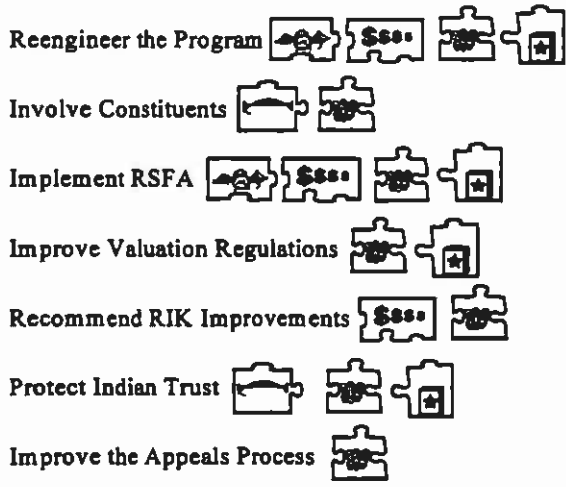 Reengineer the Program $$$$
Involve Constituents
Implement RSFA $$$$
Improve Valuation Regulations
Recommend RIK Improvements $$$$
Protect Indian Trust
Improve the Appeals Process